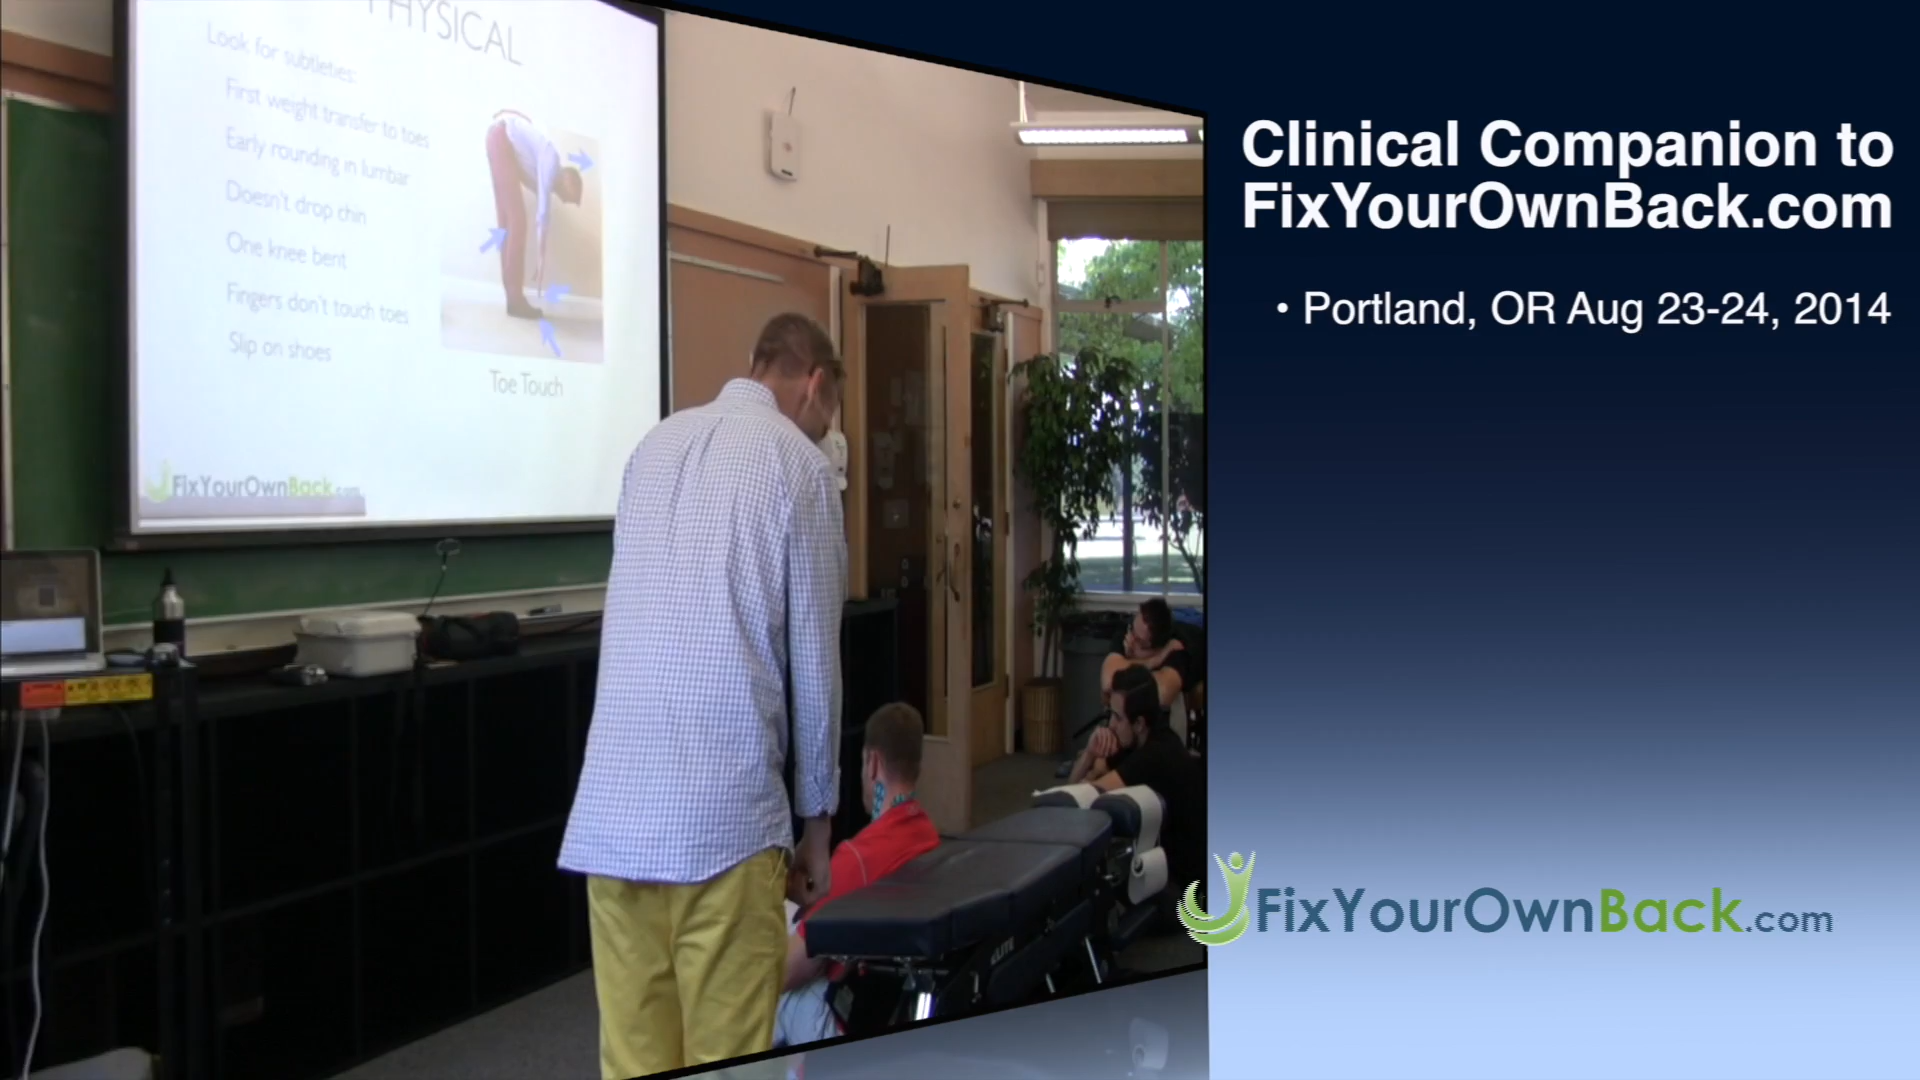 PHYSICAL
Look for subtleties:
First weight transfer to toes
Early rounding in lumbar
Doesn't drop chin
One knee bent
Fingers don't touch toes
Slip on shoes
Toe Touch
FixYourOwnBack.com
ELITE
Clinical Companion to
FixYourOwnBack.com
• Portland, OR Aug 23-24, 2014
FixYourOwnBack.com